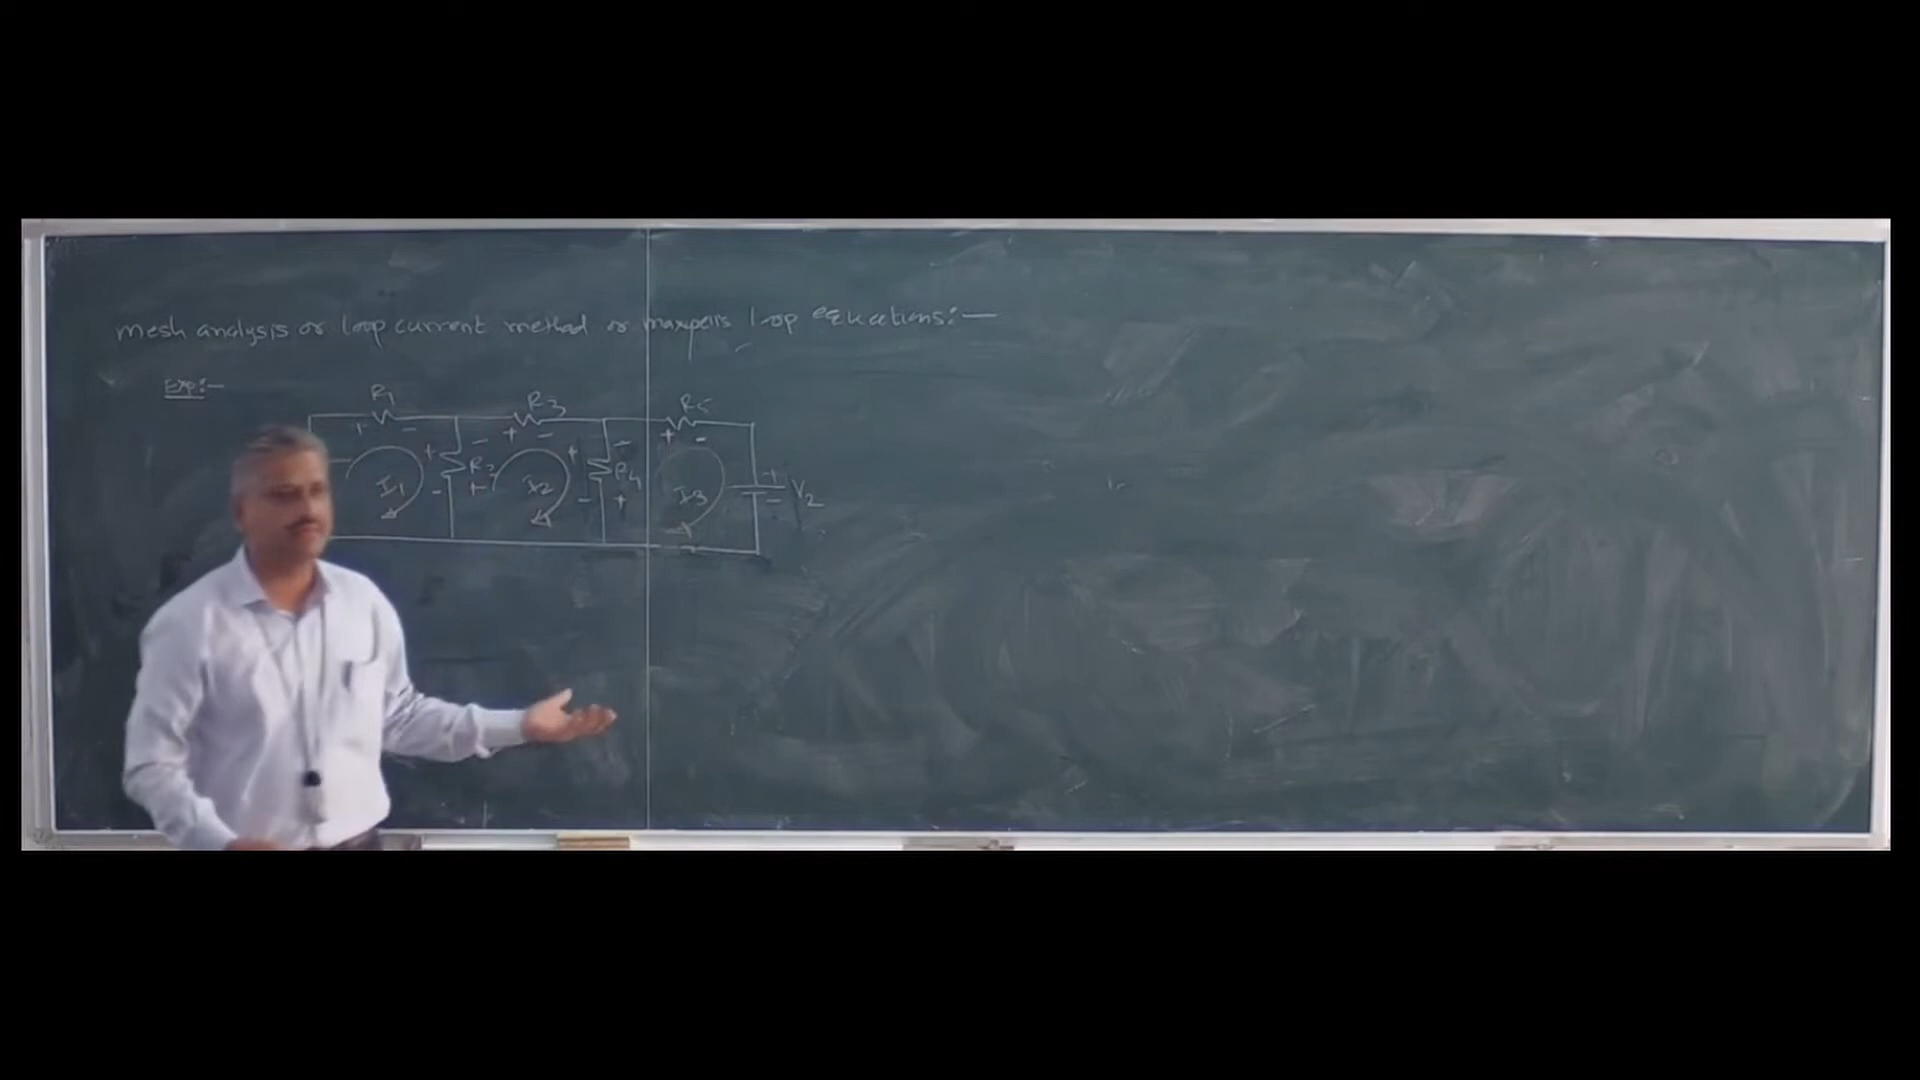 mesh analysis or loop current method or maxpells loop equations:-
Exp:-
R1 R3 R5
+ - + - + -
+ - + -
R2 R4
I1 I2 I3
+ V2
- + - + -